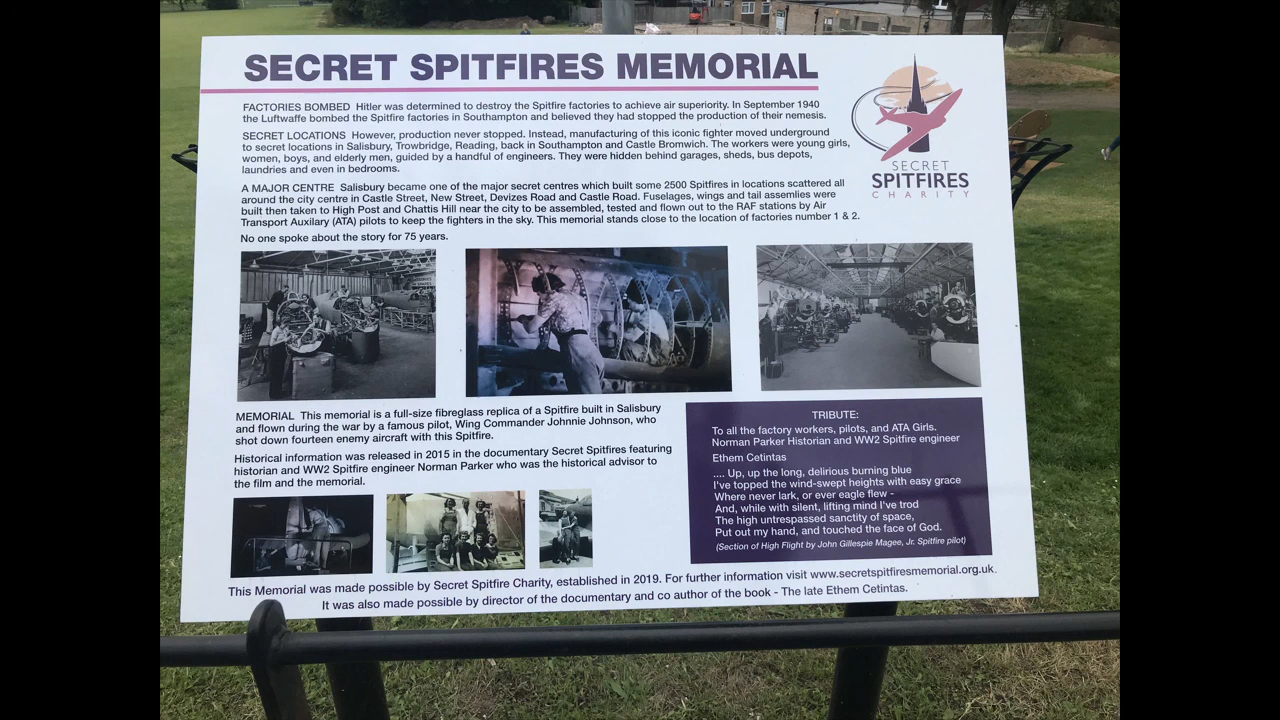 SECRET SPITFIRES MEMORIAL
FACTORIES BOMBED Hitler was determined to destroy the Spitfire factories to achieve air superiority. In September 1940
the Luftwaffe bombed the Spitfire factories in Southampton and believed they had stopped the production of their nemesis.
SECRET LOCATIONS However, production never stopped. Instead, manufacturing of this iconic fighter moved underground
to secret locations in Salisbury, Trowbridge, Reading, back in Southampton and Castle Bromwich. The workers were young girls,
women, boys, and elderly men, guided by a handful of engineers. They were hidden behind garages, sheds, bus depots,
laundries and even in bedrooms.
A MAJOR CENTRE Salisbury became one of the major secret centres which built some 2500 Spitfires in locations scattered all
around the city centre in Castle Street, New Street, Devizes Road and Castle Road. Fuselages, wings and tail assemlies were
built then taken to High Post and Chattis Hill near the city to be assembled, tested and flown out to the RAF stations by Air
Transport Auxilary (ATA) pilots to keep the fighters in the sky. This memorial stands close to the location of factories number 1 & 2.
No one spoke about the story for 75 years.
SECRET
SPITFIRES
CHARITY
MEMORIAL This memorial is a full-size fibreglass replica of a Spitfire built in Salisbury
and flown during the war by a famous pilot, Wing Commander Johnnie Johnson, who
shot down fourteen enemy aircraft with this Spitfire.
Historical information was released in 2015 in the documentary Secret Spitfires featuring
historian and WW2 Spitfire engineer Norman Parker who was the historical advisor to
the film and the memorial.
TRIBUTE:
To all the factory workers, pilots, and ATA Girls.
Norman Parker Historian and WW2 Spitfire engineer
Ethem Cetintas
.... Up, up the long, delirious burning blue
I've topped the wind-swept heights with easy grace
Where never lark, or ever eagle flew -
And, while with silent, lifting mind I've trod
The high untrespassed sanctity of space,
Put out my hand, and touched the face of God.
(Section of High Flight by John Gillespie Magee, Jr. Spitfire pilot)
This Memorial was made possible by Secret Spitfire Charity, established in 2019. For further information visit www.secretspitfiresmemorial.org.uk.
It was also made possible by director of the documentary and co author of the book - The late Ethem Cetintas.